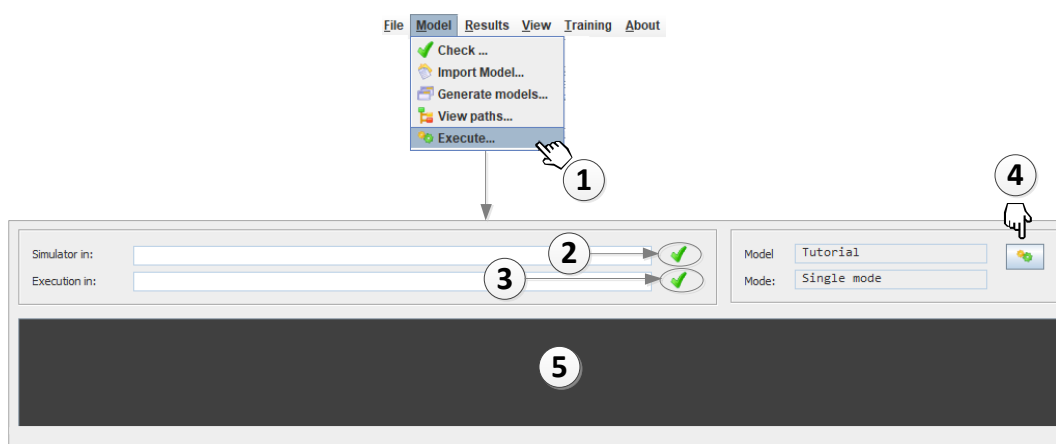 File Model Results View Training About
Check ...
Import Model...
Generate models...
View paths...
Execute...
1
4
Simulator in:
2
Model
Tutorial
Execution in:
3
Mode:
Single mode
5